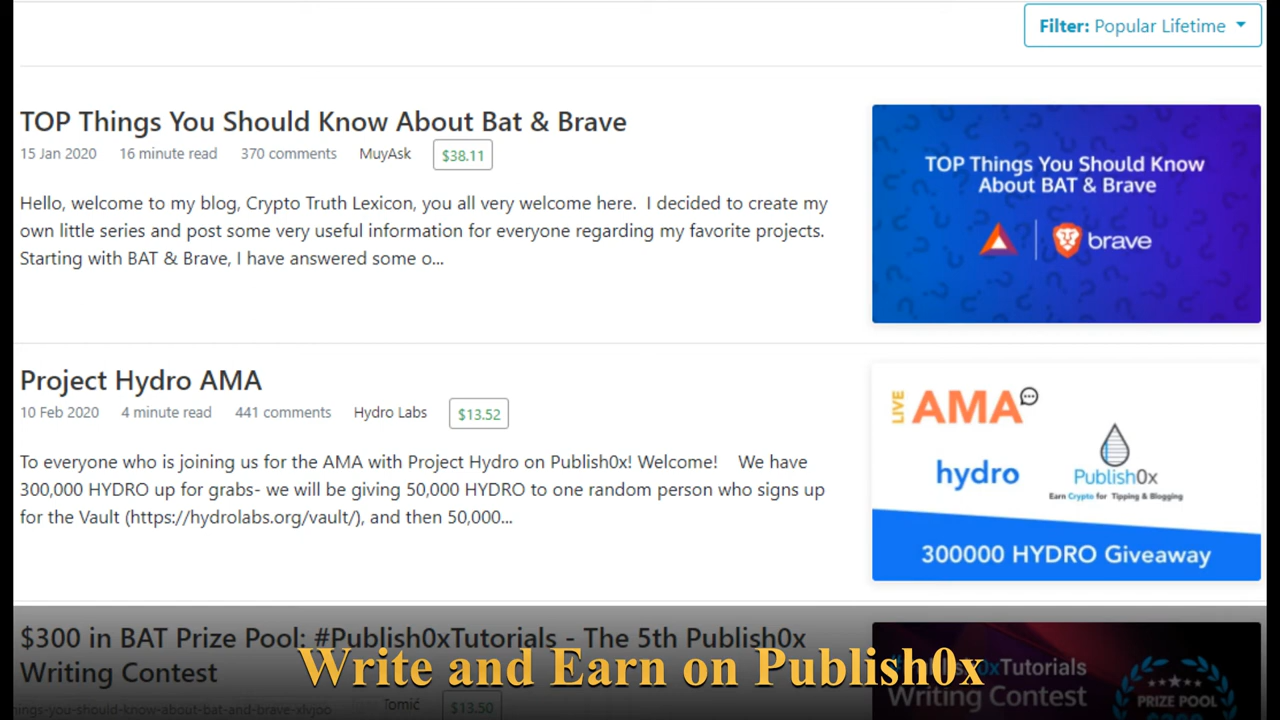 Filter: Popular Lifetime
TOP Things You Should Know About Bat & Brave
15 Jan 2020 16 minute read 370 comments MuyAsk $38.11
Hello, welcome to my blog, Crypto Truth Lexicon, you all very welcome here. I decided to create my
own little series and post some very useful information for everyone regarding my favorite projects.
Starting with BAT & Brave, I have answered some o...
TOP Things You Should Know
About BAT & Brave
brave
Project Hydro AMA
10 Feb 2020 4 minute read 441 comments Hydro Labs $13.52
To everyone who is joining us for the AMA with Project Hydro on Publish0x! Welcome! We have
300,000 HYDRO up for grabs- we will be giving 50,000 HYDRO to one random person who signs up
for the Vault (https://hydrolabs.org/vault/), and then 50,000...
LIVE AMA
hydro
Publish0x
Earn Crypto for Tipping & Blogging
300000 HYDRO Giveaway
$300 in BAT Prize Pool: #Publish0xTutorials - The 5th Publish0x
Writing Contest
Tomić $13.50
Write and Earn on Publish0x
Writing Contest
PRIZE POOL